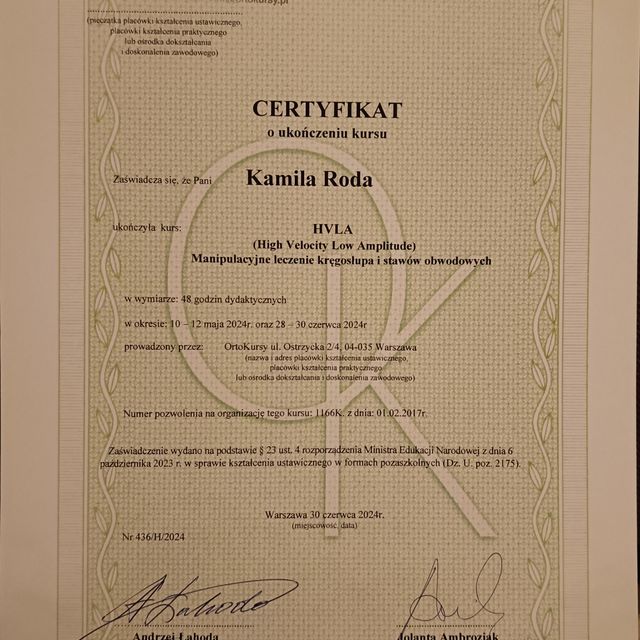 kursy.pl
(pieczątka placówki kształcenia ustawicznego,
placówki kształcenia praktycznego
lub ośrodka dokształcania
i doskonalenia zawodowego)
CERTYFIKAT
o ukończeniu kursu
Zaświadcza się, że Pani Kamila Roda
ukończyła kurs: HVLA
(High Velocity Low Amplitude)
Manipulacyjne leczenie kręgosłupa i stawów obwodowych
w wymiarze: 48 godzin dydaktycznych
w okresie: 10 – 12 maja 2024r. oraz 28 – 30 czerwca 2024r
prowadzony przez: OrtoKursy ul. Ostrzycka 2/4, 04-035 Warszawa
(nazwa i adres placówki kształcenia ustawicznego,
placówki kształcenia praktycznego
lub ośrodka dokształcania i doskonalenia zawodowego)
Numer pozwolenia na organizację tego kursu: 1166K. z dnia: 01.02.2017r.
Zaświadczenie wydano na podstawie § 23 ust. 4 rozporządzenia Ministra Edukacji Narodowej z dnia 6
października 2023 r. w sprawie kształcenia ustawicznego w formach pozaszkolnych (Dz. U. poz. 2175).
Warszawa 30 czerwca 2024r.
(miejscowość, data)
Nr 436/H/2024
Andrzej Łahoda Jolanta Ambroziak